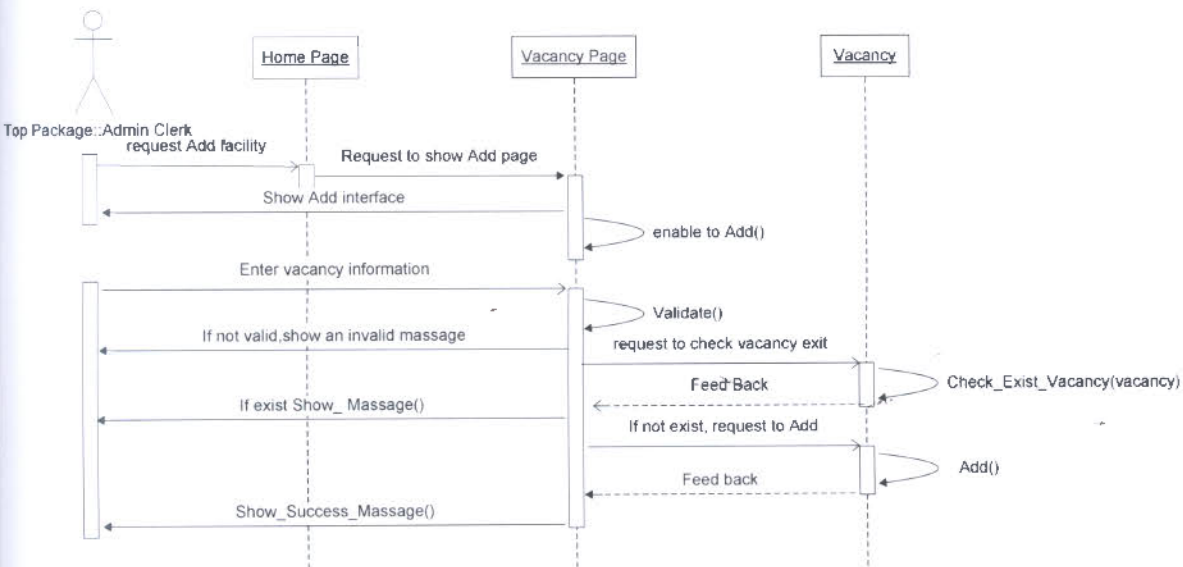 Home Page
Vacancy Page
Vacancy
Top Package::Admin Clerk
request Add facility
Request to show Add page
Show Add interface
enable to Add()
Enter vacancy information
Validate()
If not valid,show an invalid massage
request to check vacancy exit
Feed Back
Check_Exist_Vacancy(vacancy)
If exist Show_ Massage()
If not exist, request to Add
Add()
Feed back
Show_Success_Massage()